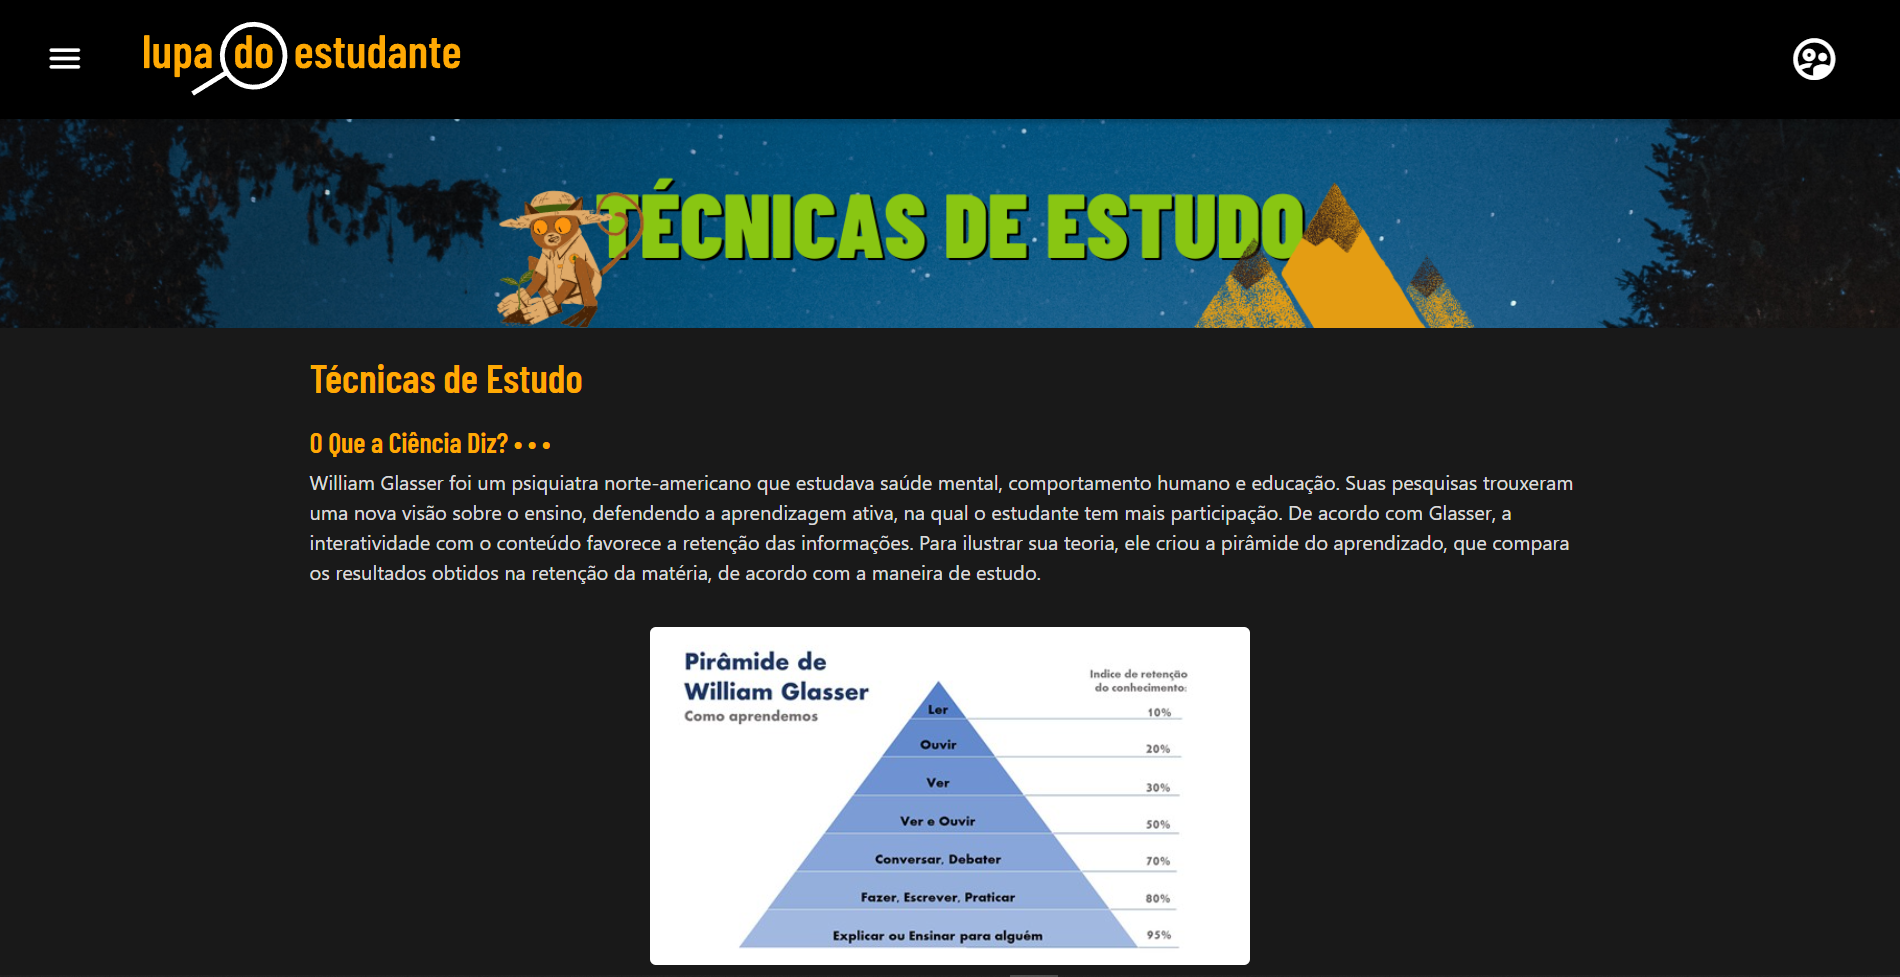 lupa do estudante
TÉCNICAS DE ESTUDO
Técnicas de Estudo
O Que a Ciência Diz? • • •
William Glasser foi um psiquiatra norte-americano que estudava saúde mental, comportamento humano e educação. Suas pesquisas trouxeram
uma nova visão sobre o ensino, defendendo a aprendizagem ativa, na qual o estudante tem mais participação. De acordo com Glasser, a
interatividade com o conteúdo favorece a retenção das informações. Para ilustrar sua teoria, ele criou a pirâmide do aprendizado, que compara
os resultados obtidos na retenção da matéria, de acordo com a maneira de estudo.
Pirâmide de
William Glasser
Como aprendemos
Indice de retenção
do conhecimento:
Ler 10%
Ouvir 20%
Ver 30%
Ver e Ouvir 50%
Conversar, Debater 70%
Fazer, Escrever, Praticar 80%
Explicar ou Ensinar para alguém 95%